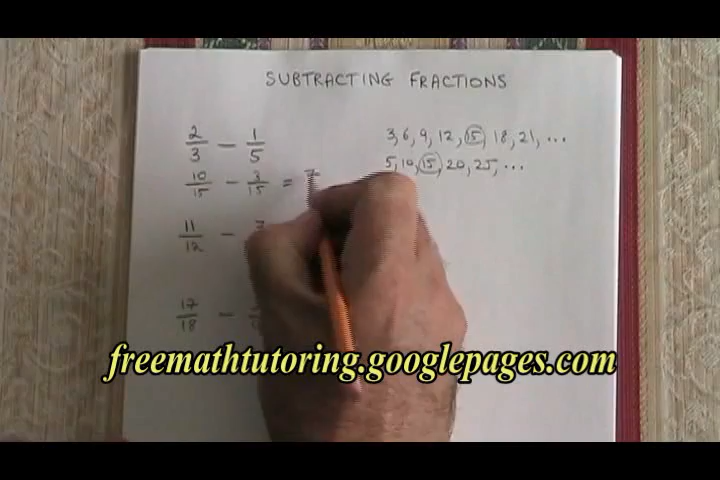 SUBTRACTING FRACTIONS
2/3 - 1/5
3, 6, 9, 12, 15, 18, 21, ...
10/15 - 3/15 = 7
5, 10, 15, 20, 25, ...
11/12 -
17/18 -
freemathtutoring.googlepages.com